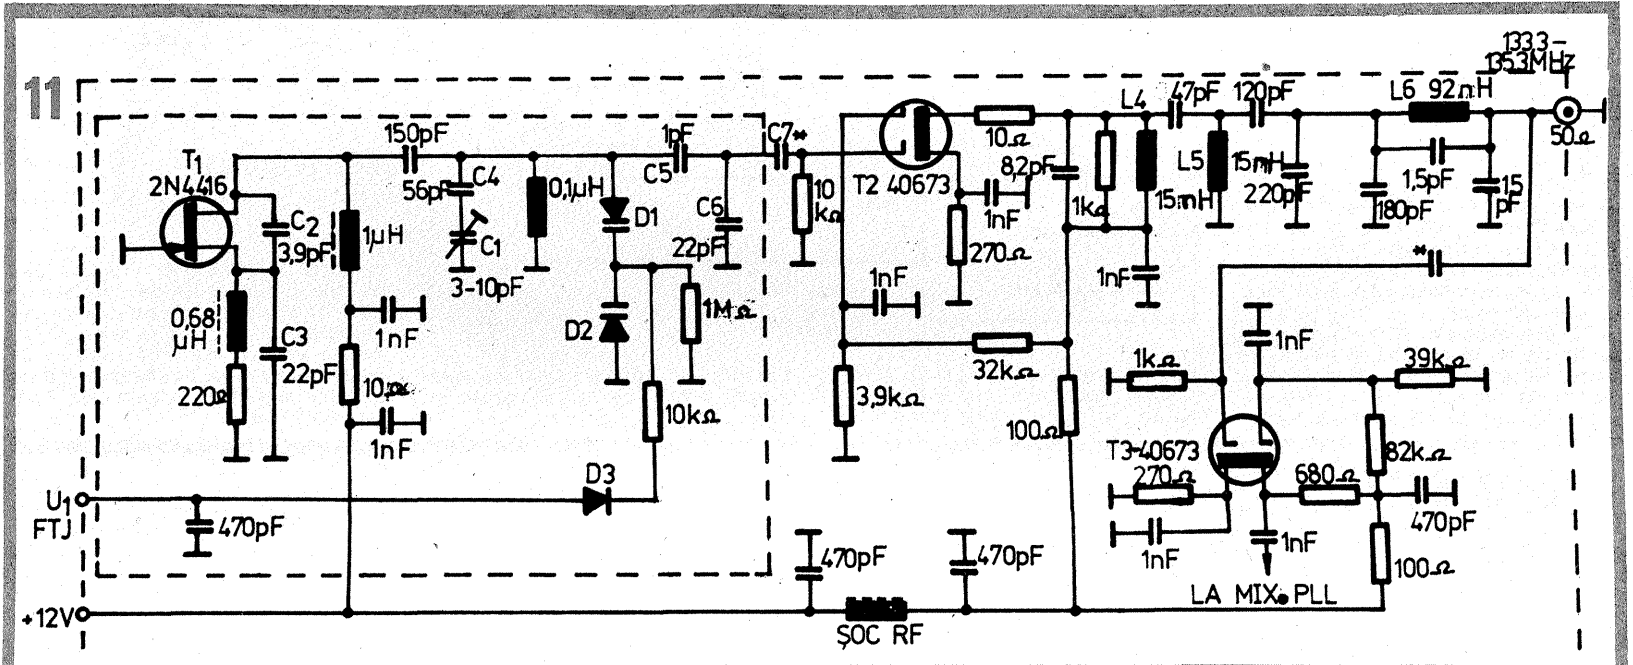 11
133.3–
135.3MHz
50Ω
T1
2N4416
C2
3,9pF
0,68
µH
220Ω
C3
22pF
1µH
1nF
10Ω
1nF
150pF
56pF
C4
C1
3-10pF
0,1µH
D1
D2
1pF
C5
C6
22pF
1MΩ
10kΩ
D3
U1
FTJ
470pF
+12V
C7*
10
kΩ
T2 40673
10Ω
1nF
270Ω
1nF
3,9kΩ
32kΩ
100Ω
8,2pF
1kΩ
L4
15mH
1nF
47pF
L5
15mH
120pF
220pF
L6 92nH
1,5pF
180pF
15
pF
*
1kΩ
1nF
39kΩ
T3-40673
270Ω
1nF
680Ω
82kΩ
470pF
1nF
100Ω
LA MIX. PLL
470pF
470pF
ŞOC RF